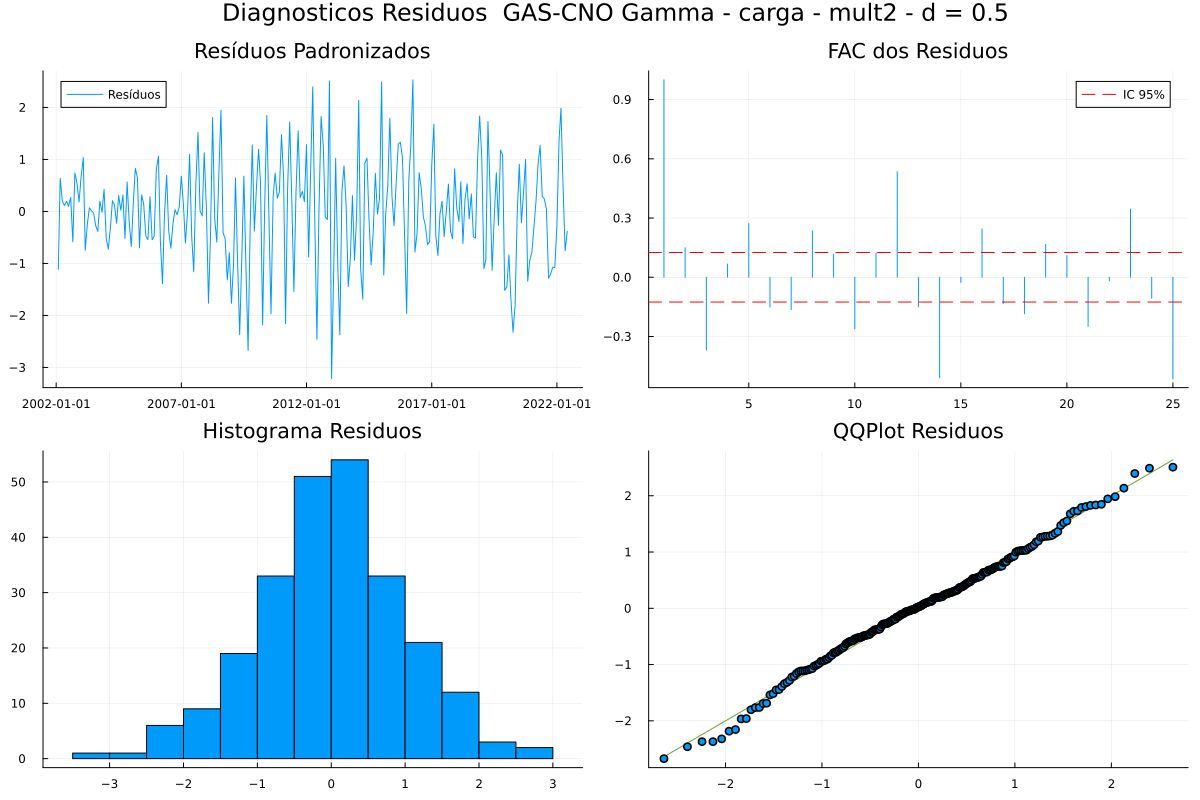 Diagnosticos Residuos  GAS-CNO Gamma - carga - mult2 - d = 0.5
Resíduos Padronizados
Resíduos
2
1
0
−1
−2
−3
2002-01-01 2007-01-01 2012-01-01 2017-01-01 2022-01-01
FAC dos Residuos
IC 95%
0.9
0.6
0.3
0.0
−0.3
5 10 15 20 25
Histograma Residuos
50
40
30
20
10
0
−3 −2 −1 0 1 2 3
QQPlot Residuos
2
1
0
−1
−2
−2 −1 0 1 2